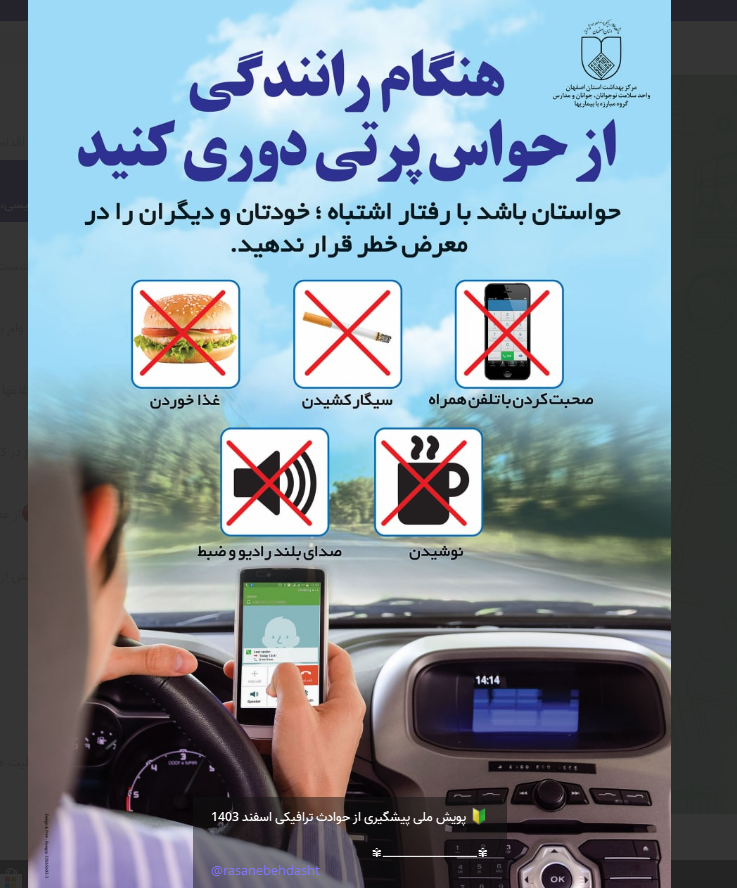 مرکز بهداشت استان اصفهان
واحد سلامت نوجوانان، جوانان و مدارس
گروه مبارزه با بیماریها
هنگام رانندگی
از حواس پرتی دوری کنید
حواستان باشد با رفتار اشتباه ؛ خودتان و دیگران را در
معرض خطر قرار ندهید.
صحبت کردن با تلفن همراه
سیگار کشیدن
غذا خوردن
نوشیدن
صدای بلند رادیو و ضبط
14:14
Speaker
OK
پویش ملی پیشگیری از حوادث ترافیکی اسفند 1403
@rasanebehdasht